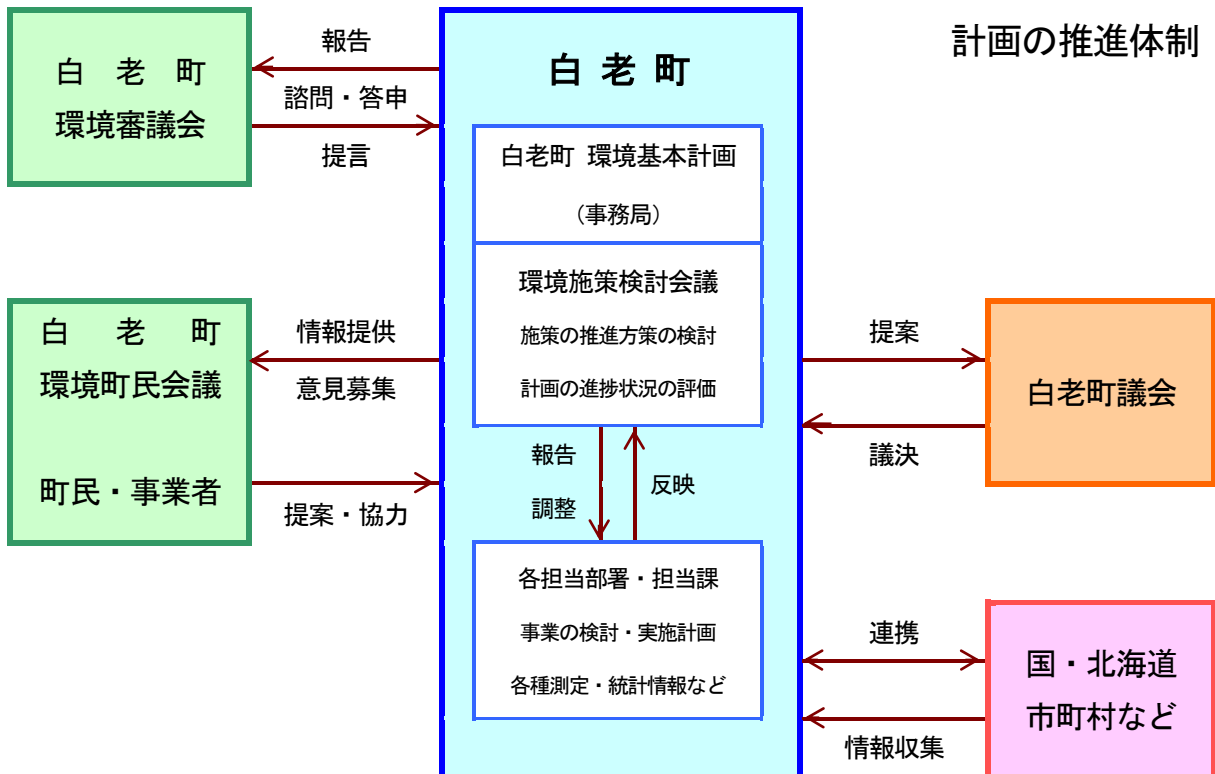 計画の推進体制
白老町
環境審議会
報告
諮問・答申
提言
白老町
白老町 環境基本計画
（事務局）
環境施策検討会議
施策の推進方策の検討
計画の進捗状況の評価
白老町
環境町民会議
町民・事業者
情報提供
意見募集
提案・協力
報告
調整
反映
各担当部署・担当課
事業の検討・実施計画
各種測定・統計情報など
提案
議決
白老町議会
連携
情報収集
国・北海道
市町村など